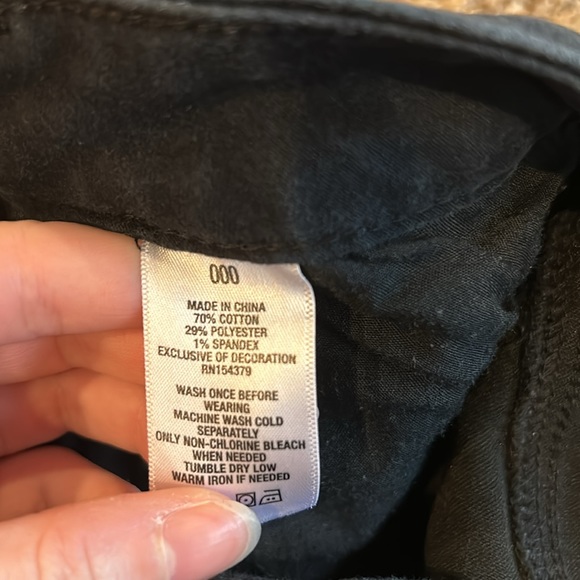 000
MADE IN CHINA
70% COTTON
29% POLYESTER
1% SPANDEX
EXCLUSIVE OF DECORATION
RN154379
WASH ONCE BEFORE
WEARING
MACHINE WASH COLD
SEPARATELY
ONLY NON-CHLORINE BLEACH
WHEN NEEDED
TUMBLE DRY LOW
WARM IRON IF NEEDED